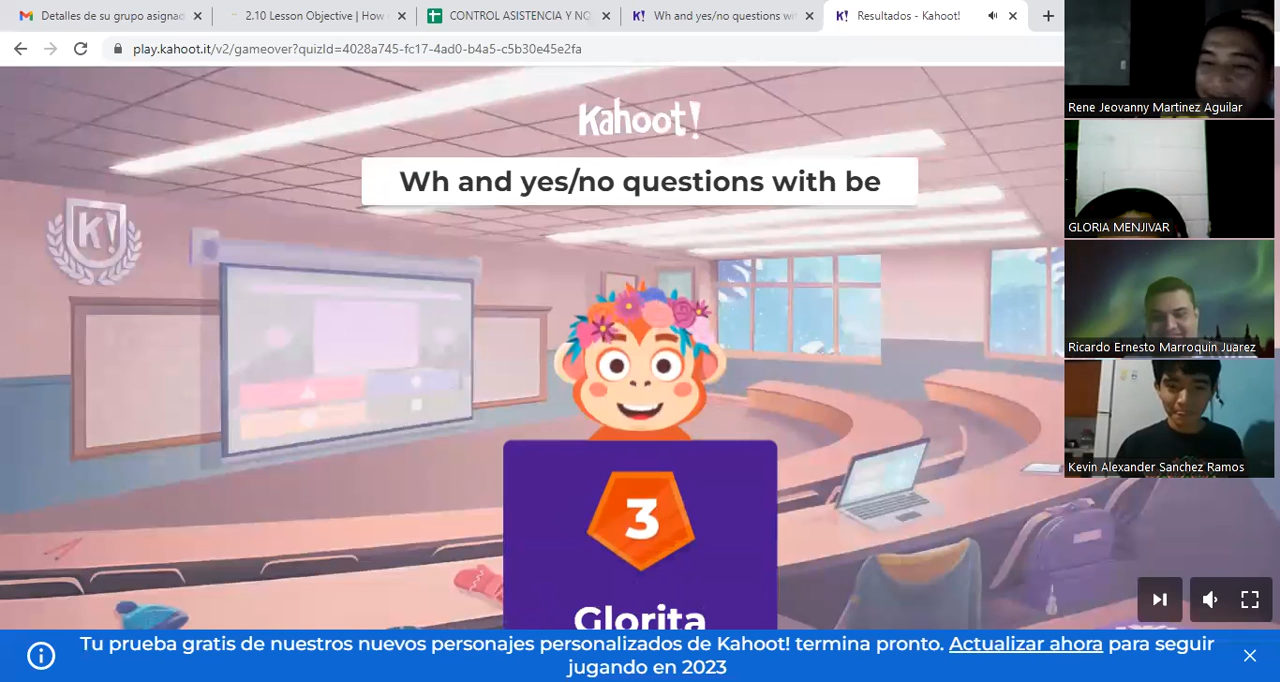 Detalles de su grupo asignad
2.10 Lesson Objective | How
CONTROL ASISTENCIA Y NO
K! Wh and yes/no questions wi
K! Resultados - Kahoot!
play.kahoot.it/v2/gameover?quizId=4028a745-fc17-4ad0-b4a5-c5b30e45e2fa
Kahoot!
Wh and yes/no questions with be
K!
3
Glorita
Rene Jeovanny Martinez Aguilar
GLORIA MENJIVAR
Ricardo Ernesto Marroquin Juarez
Kevin Alexander Sanchez Ramos
Tu prueba gratis de nuestros nuevos personajes personalizados de Kahoot! termina pronto. Actualizar ahora para seguir
jugando en 2023